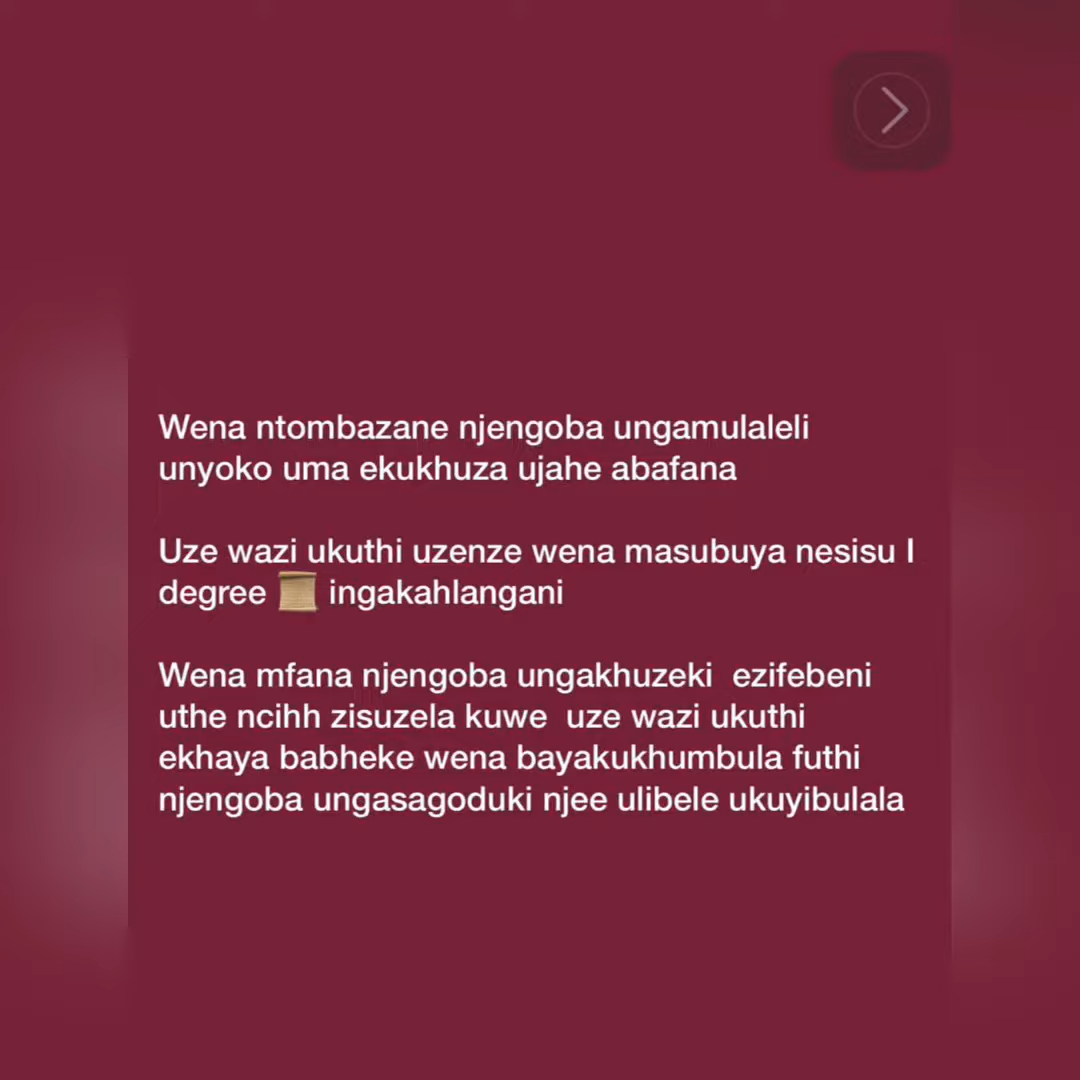 Wena ntombazane njengoba ungamulaleli
unyoko uma ekukhuza ujahe abafana
Uze wazi ukuthi uzenze wena masubuya nesisu I
degree 📜 ingakahlangani
Wena mfana njengoba ungakhuzeki  ezifebeni
uthe ncihh zisuzela kuwe  uze wazi ukuthi
ekhaya babheke wena bayakukhumbula futhi
njengoba ungasagoduki njee ulibele ukuyibulala